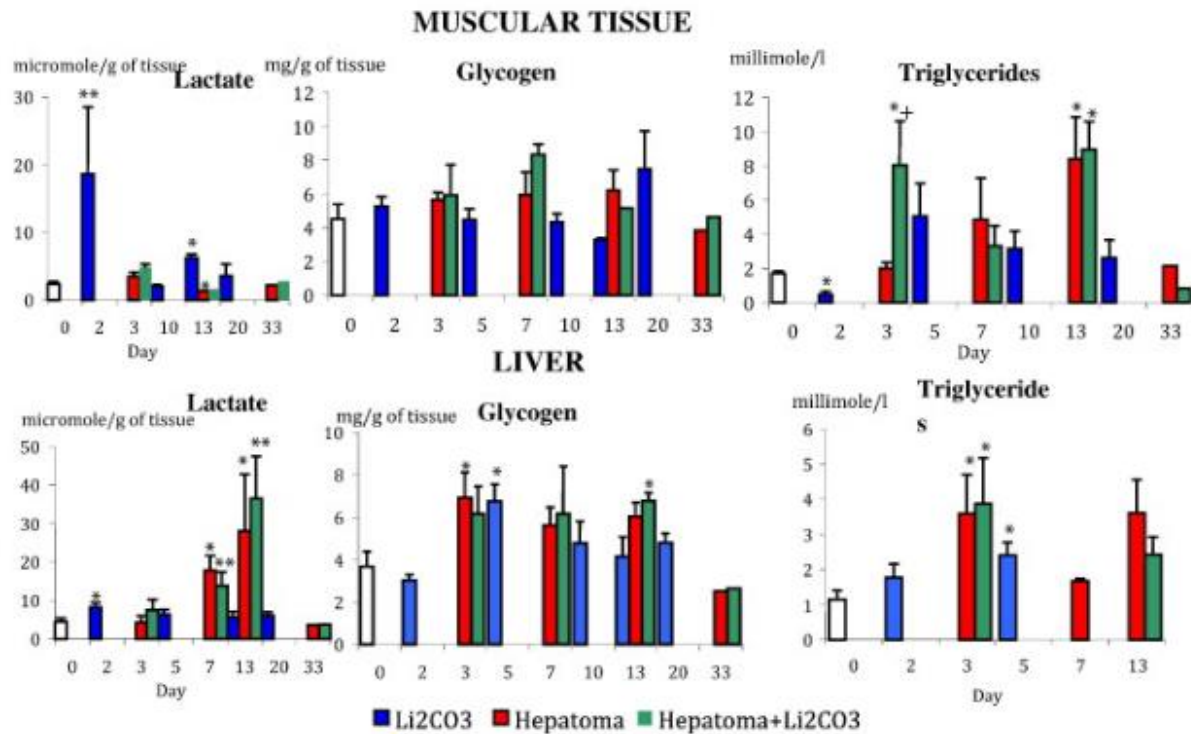 MUSCULAR TISSUE
micromole/g of tissue
Lactate
30
**
20
10
*
*
0
0 2 3 10 13 20 33
Day
mg/g of tissue
Glycogen
12
10
8
6
4
2
0
0 2 3 5 7 10 13 20 33
millimole/l
Triglycerides
12
10
8
6
4
2
0
*+
*
*
*
0 2 3 5 7 10 13 20 33
Day
LIVER
Lactate
micromole/g of tissue
50
40
30
20
10
0
*
*
**
*
**
0 2 3 5 7 13 20 33
Day
mg/g of tissue
Glycogen
10
8
6
4
2
0
*
*
*
0 2 3 5 7 10 13 20 33
Triglyceride
s
millimole/l
6
5
4
3
2
1
0
*
*
*
0 2 3 5 7 13
Day
Li2CO3 Hepatoma Hepatoma+Li2CO3